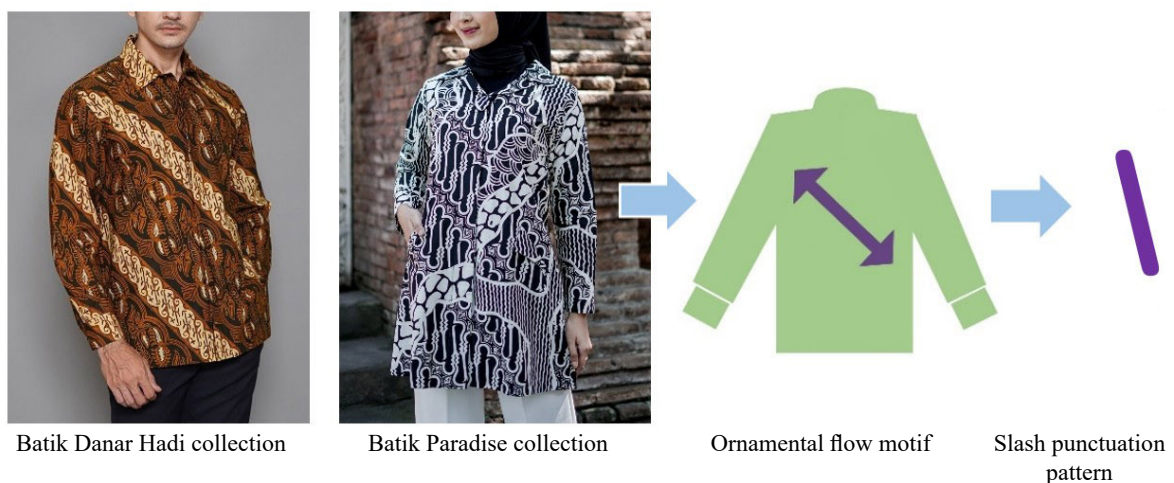 Batik Danar Hadi collection
Batik Paradise collection
Ornamental flow motif
Slash punctuation
pattern